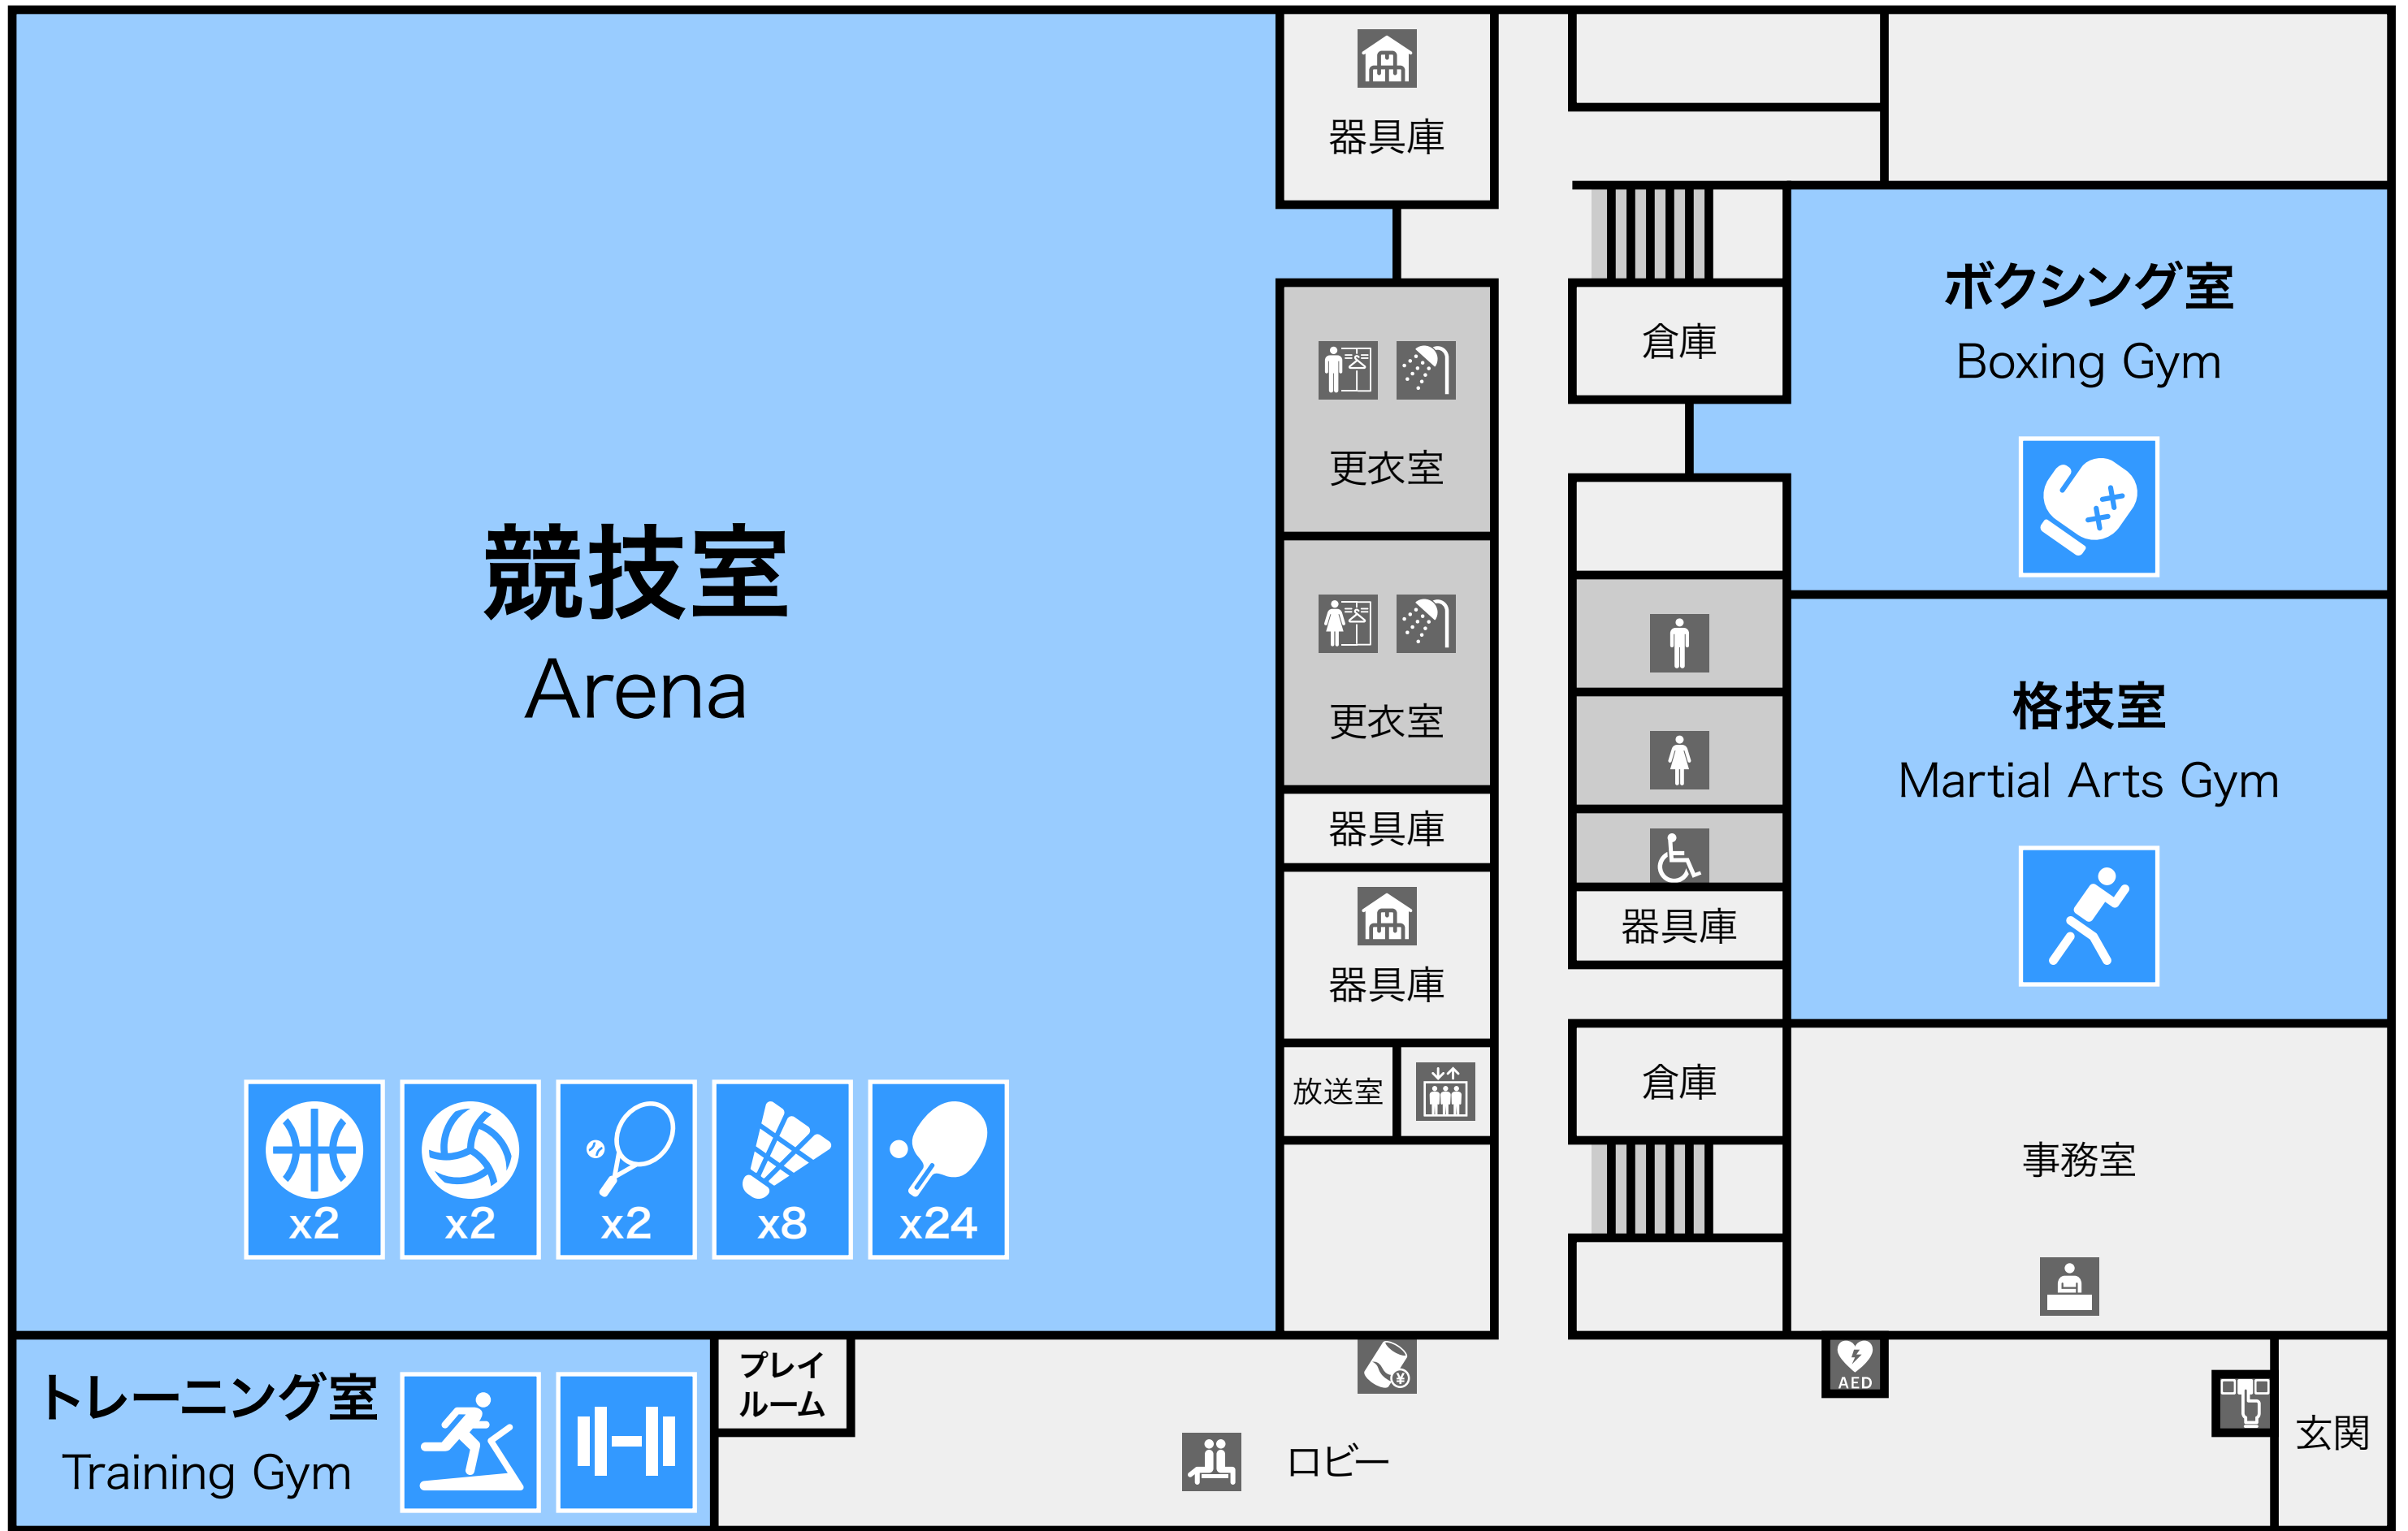 器具庫
倉庫
ボクシング室
Boxing Gym
更衣室
競技室
Arena
更衣室
格技室
Martial Arts Gym
器具庫
器具庫
器具庫
倉庫
放送室
事務室
x2
x2
x2
x8
x24
トレーニング室
Training Gym
プレイ
ルーム
¥
AED
ロビー
玄関